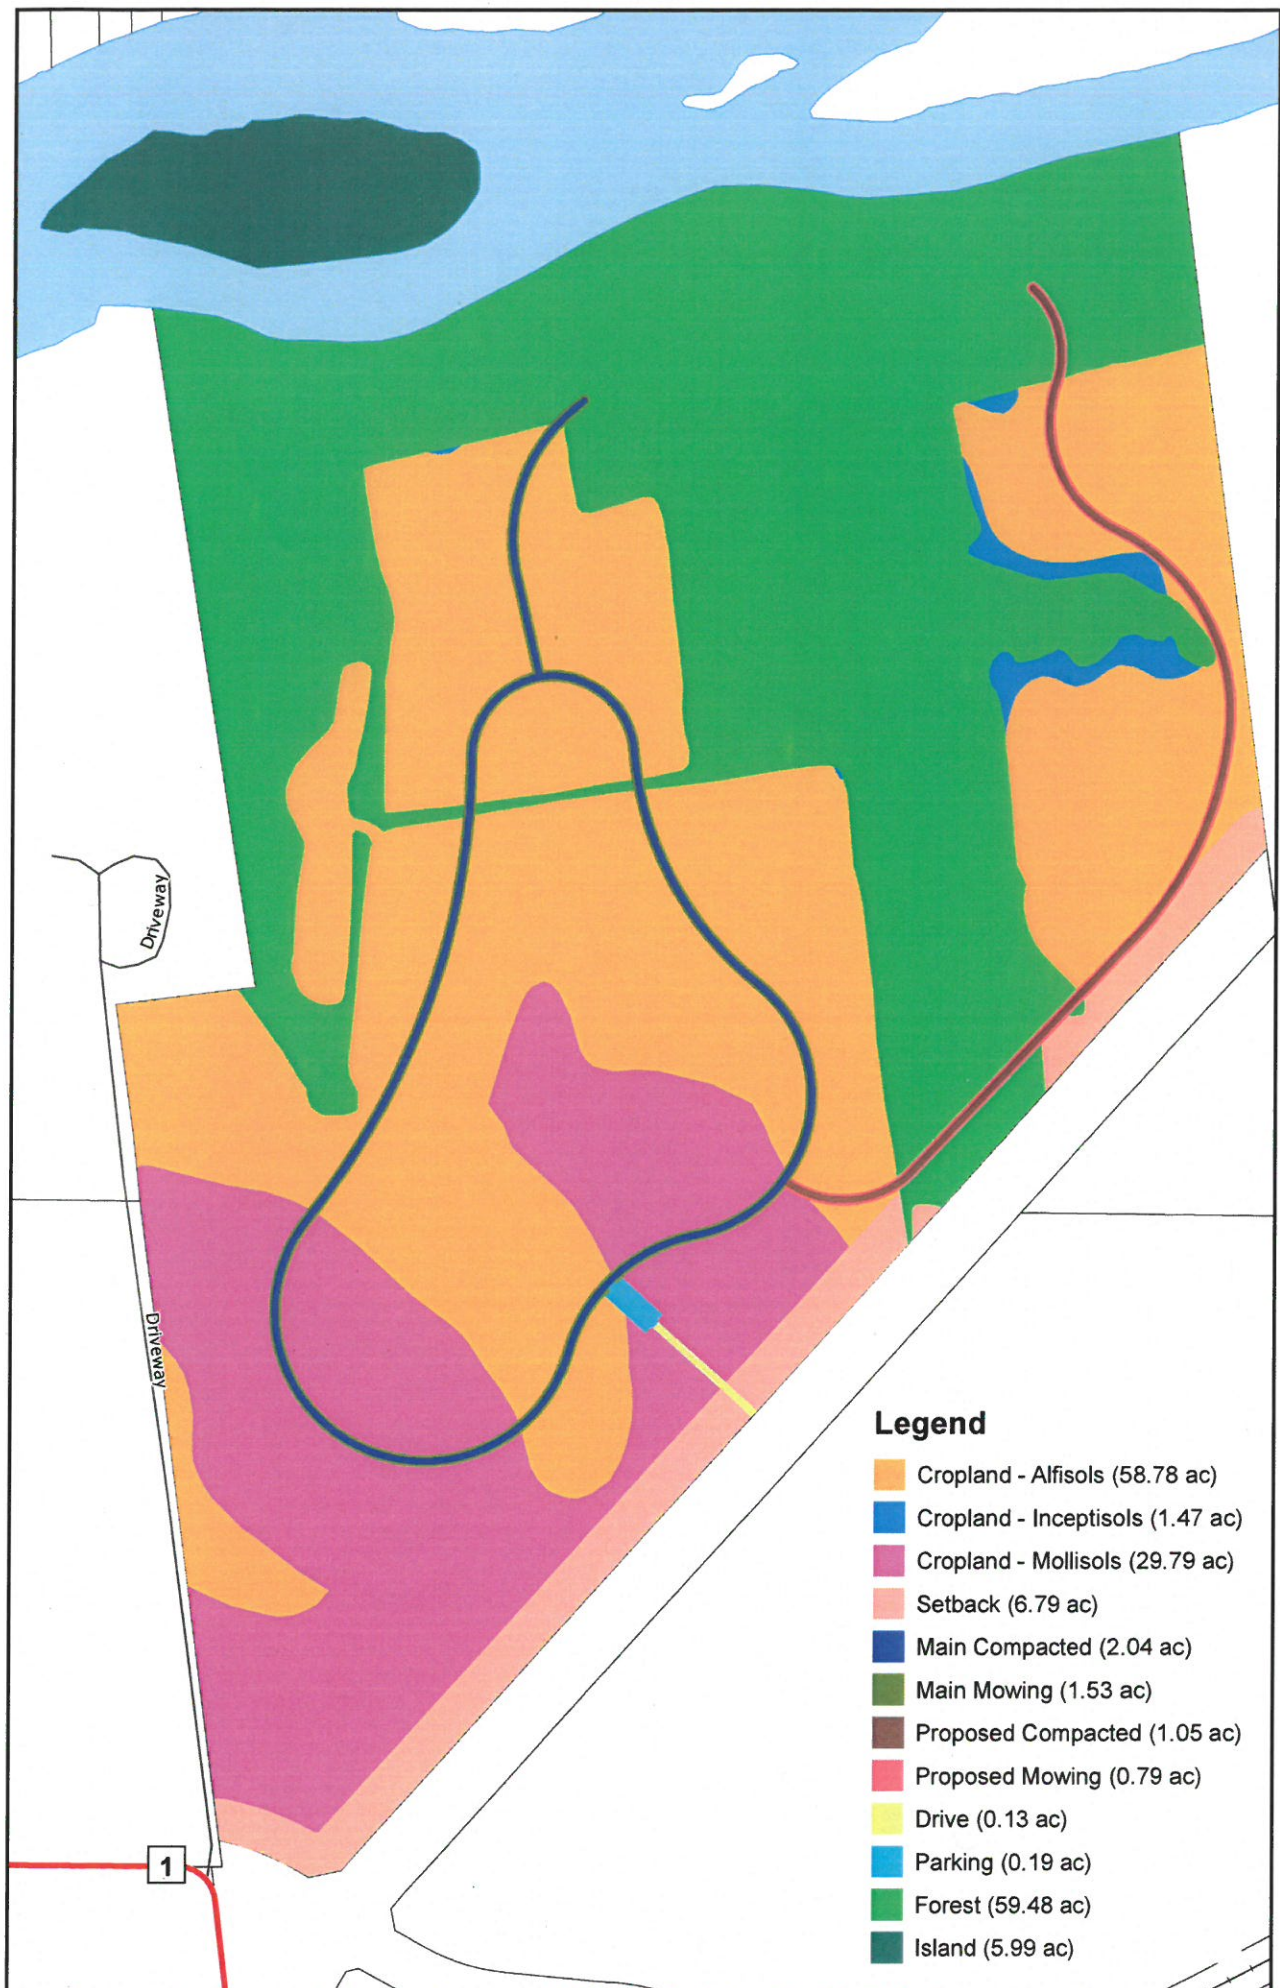 Driveway
Driveway
1
Legend
Cropland - Alfisols (58.78 ac)
Cropland - Inceptisols (1.47 ac)
Cropland - Mollisols (29.79 ac)
Setback (6.79 ac)
Main Compacted (2.04 ac)
Main Mowing (1.53 ac)
Proposed Compacted (1.05 ac)
Proposed Mowing (0.79 ac)
Drive (0.13 ac)
Parking (0.19 ac)
Forest (59.48 ac)
Island (5.99 ac)